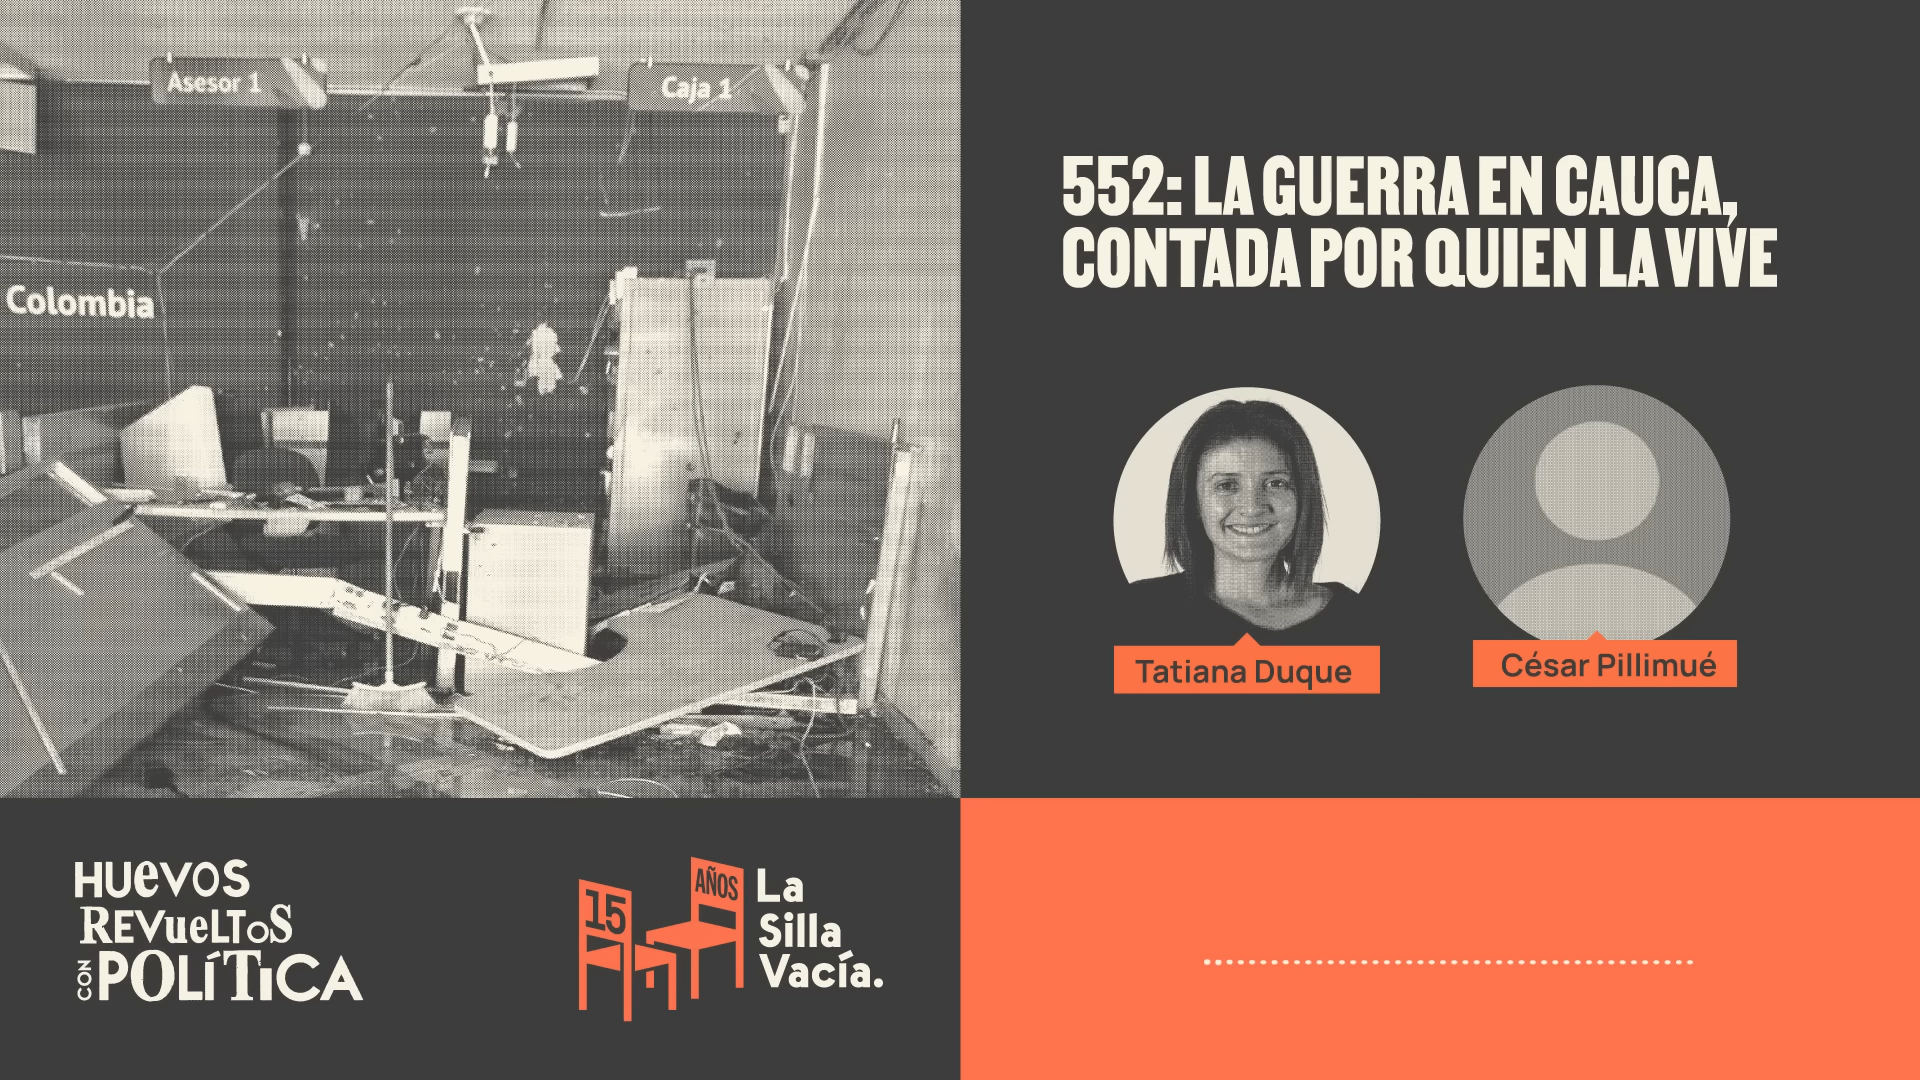 Asesor 1
Caja 1
Colombia
552: LA GUERRA EN CAUCA,
CONTADA POR QUIEN LA VIVE
Tatiana Duque
César Pillimué
HUevOS
REVueLToS
CON POLíTiCA
15 AÑOS
La
Silla
Vacía.